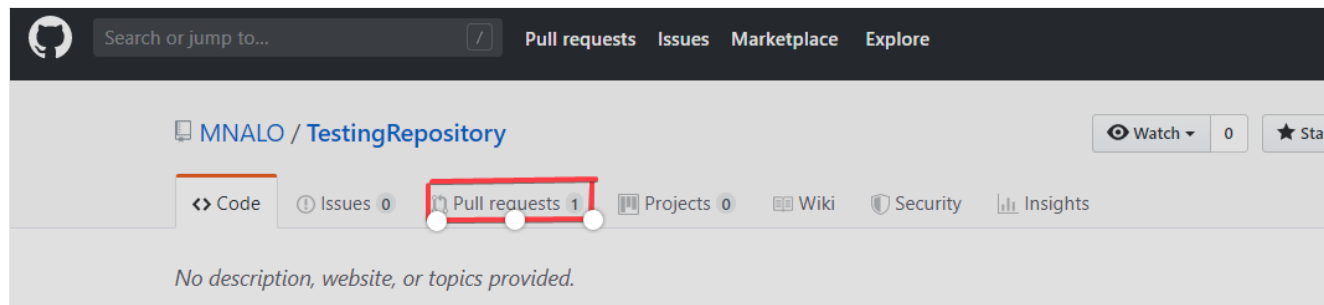 Search or jump to... / Pull requests Issues Marketplace Explore
MNALO / TestingRepository Watch 0 Sta
<> Code Issues 0 Pull requests 1 Projects 0 Wiki Security Insights
No description, website, or topics provided.